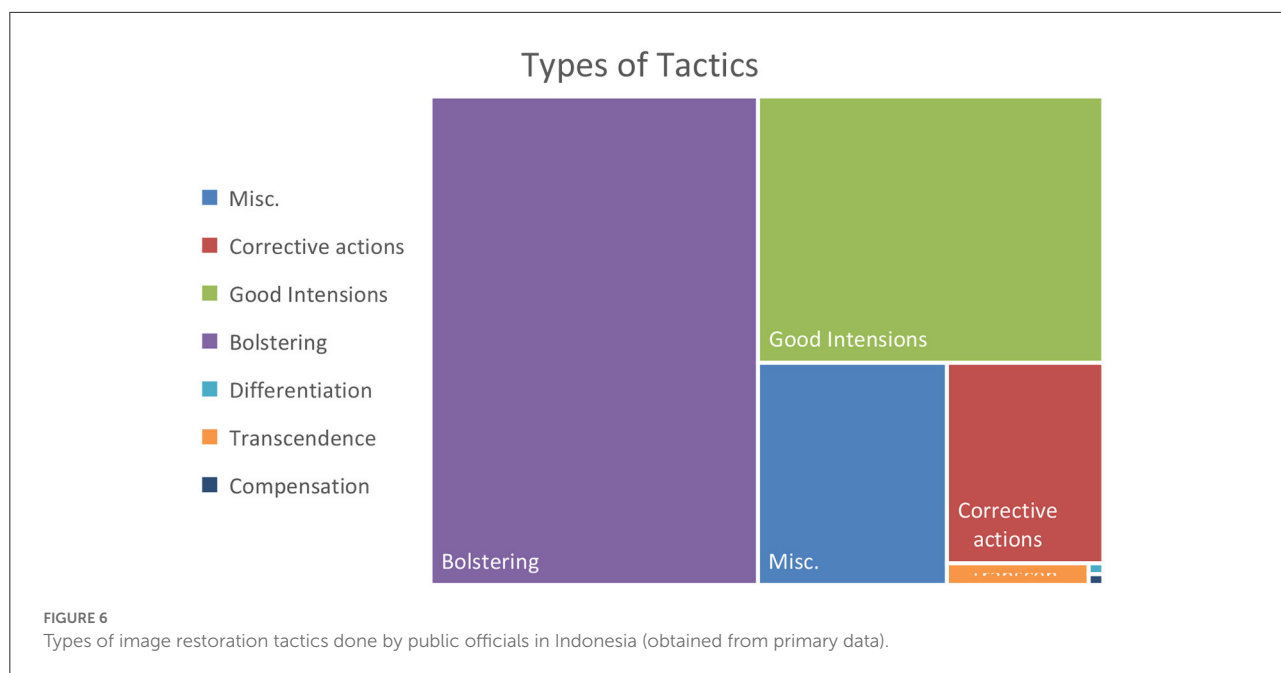 Types of Tactics
Misc.
Corrective actions
Good Intensions
Bolstering
Differentiation
Transcendence
Compensation
Good Intensions
Corrective
actions
Bolstering
Misc.
FIGURE 6
Types of image restoration tactics done by public officials in Indonesia (obtained from primary data).